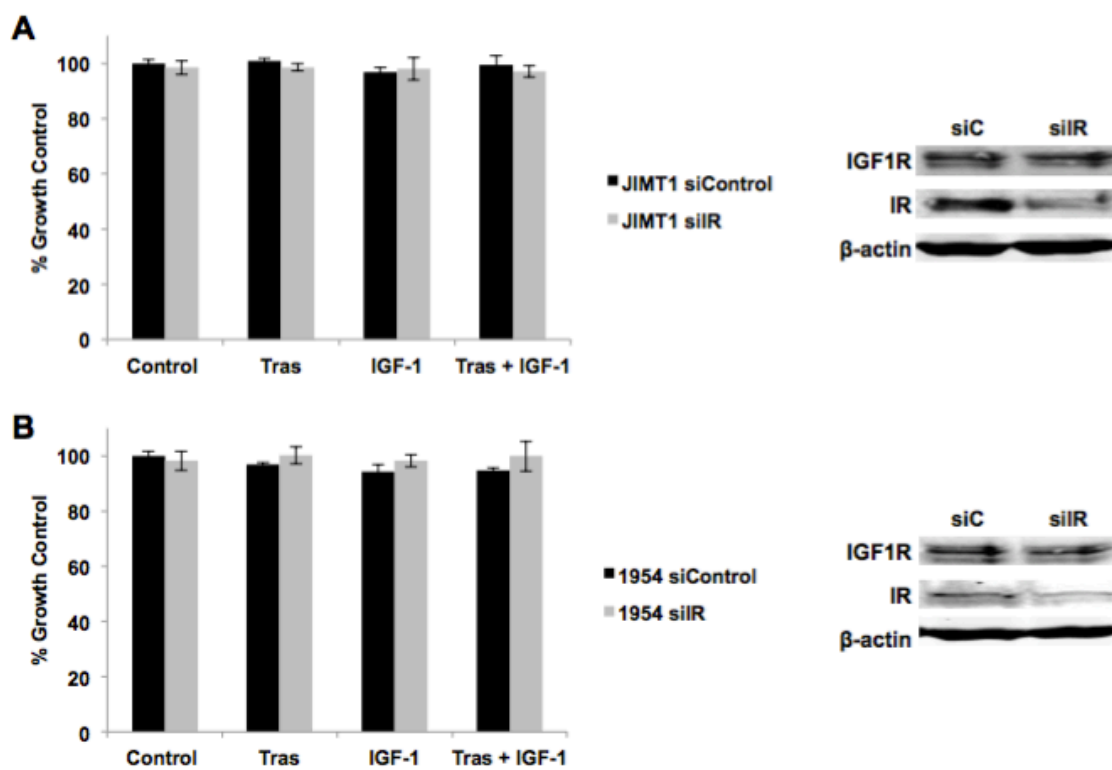 A
% Growth Control
100
80
60
40
20
0
Control
Tras
IGF-1
Tras + IGF-1
JIMT1 siControl
JIMT1 siIR
siC
siIR
IGF1R
IR
β-actin
B
% Growth Control
100
80
60
40
20
0
Control
Tras
IGF-1
Tras + IGF-1
1954 siControl
1954 siIR
siC
siIR
IGF1R
IR
β-actin